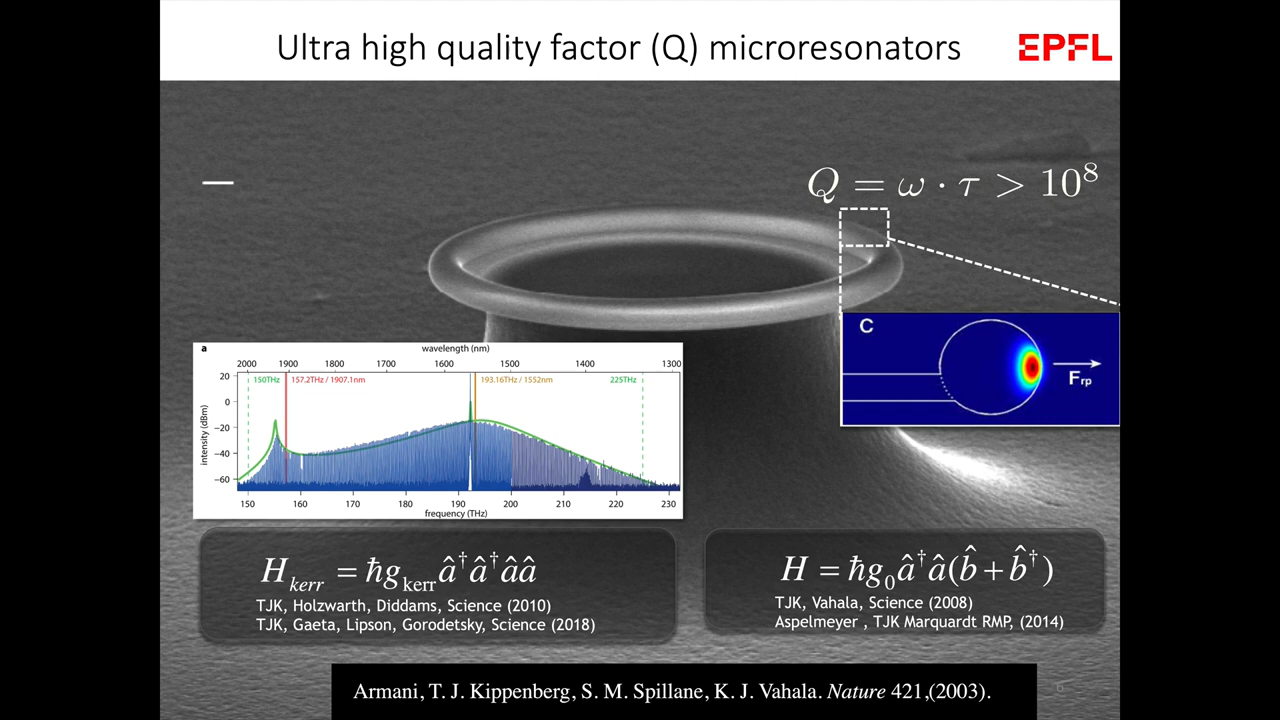 Ultra high quality factor (Q) microresonators
EPFL
Q = ω · τ > 10⁸
C
F_rp
a
wavelength (nm)
2000 1900 1800 1700 1600 1500 1400 1300
150THz 157.2THz / 1907.1nm 193.16THz / 1552nm 225THz
intensity (dBm)
20
0
−20
−40
−60
150 160 170 180 190 200 210 220 230
frequency (THz)
H_kerr = ħg_kerr â†â†ââ
TJK, Holzwarth, Diddams, Science (2010)
TJK, Gaeta, Lipson, Gorodetsky, Science (2018)
H = ħg₀â†â(b̂ + b̂†)
TJK, Vahala, Science (2008)
Aspelmeyer , TJK Marquardt RMP, (2014)
Armani, T. J. Kippenberg, S. M. Spillane, K. J. Vahala. Nature 421,(2003).
6